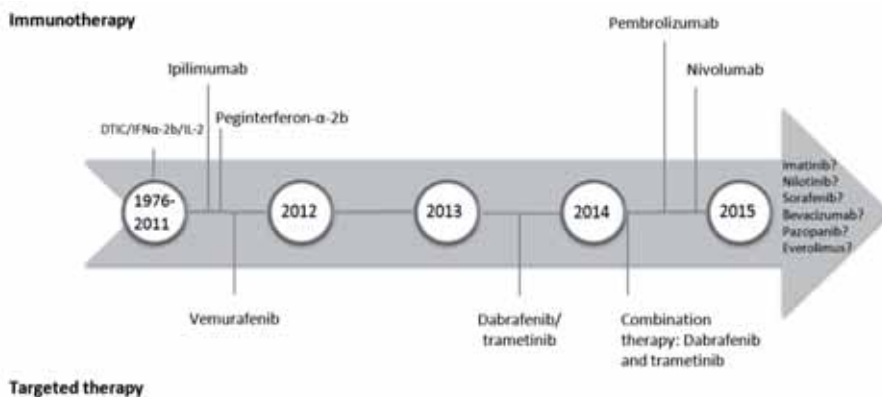 Immunotherapy
Pembrolizumab
Ipilimumab
Nivolumab
Peginterferon-α-2b
DTIC/IFNα-2b/IL-2
1976-
2011
2012
2013
2014
2015
Imatinib?
Nilotinib?
Sorafenib?
Bevacizumab?
Pazopanib?
Everolimus?
Vemurafenib
Dabrafenib/
trametinib
Combination
therapy: Dabrafenib
and trametinib
Targeted therapy